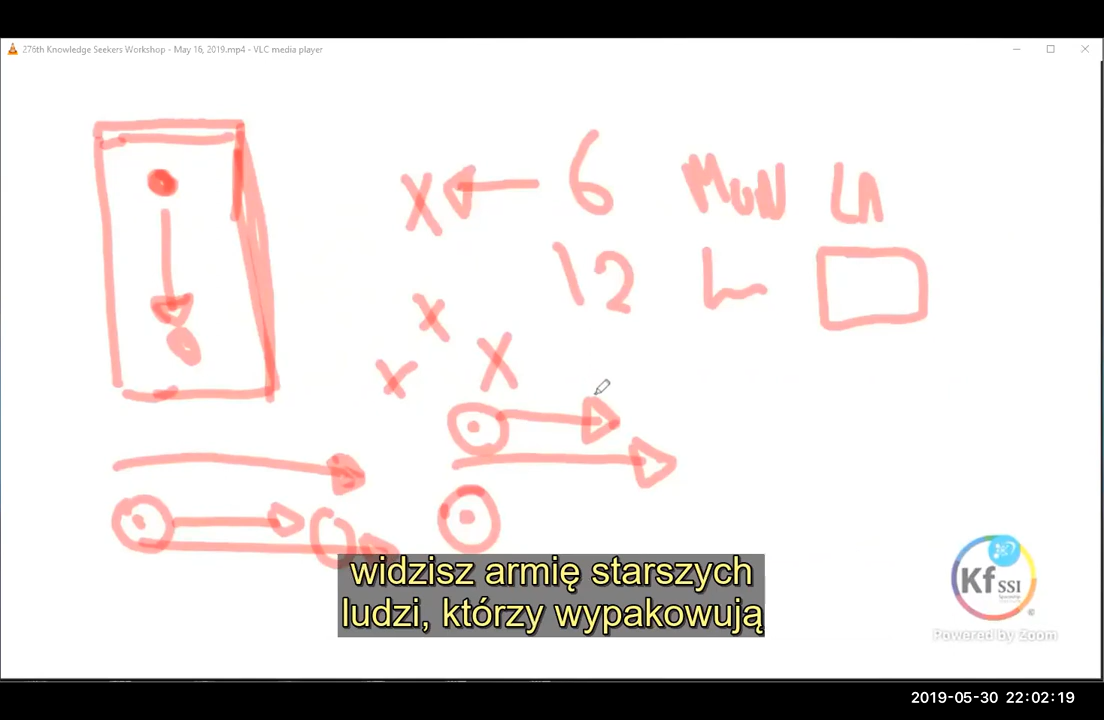 276th Knowledge Seekers Workshop - May 16, 2019.mp4 - VLC media player
X 6 MUN LA
12
X
X X
widzisz armię starszych
ludzi, którzy wypakowują
Kf SSI
Powered by Zoom
2019-05-30 22:02:19